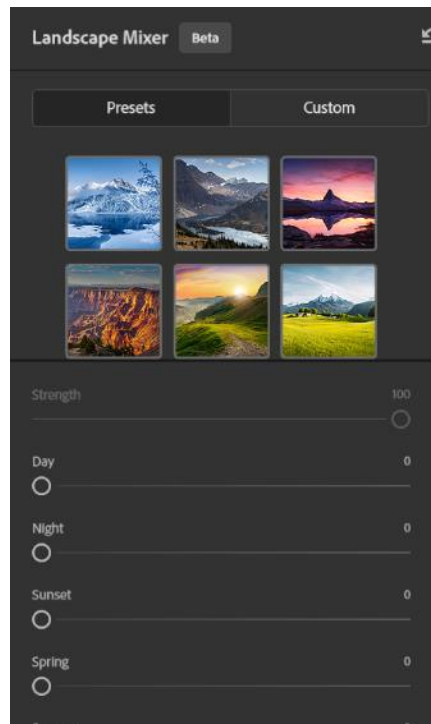 Landscape Mixer Beta
Presets Custom
Strength 100
Day 0
Night 0
Sunset 0
Spring 0